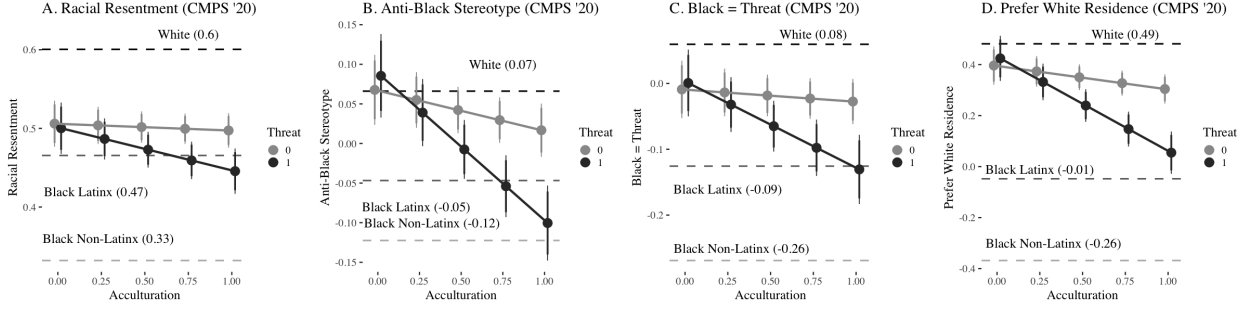 A. Racial Resentment (CMPS '20)
Racial Resentment
0.6
0.5
0.4
White (0.6)
Black Latinx (0.47)
Black Non-Latinx (0.33)
0.00
0.25
0.50
0.75
1.00
Acculturation
Threat
0
1
B. Anti-Black Stereotype (CMPS '20)
Anti-Black Stereotype
0.15
0.10
0.05
0.00
-0.05
-0.10
-0.15
White (0.07)
Black Latinx (-0.05)
Black Non-Latinx (-0.12)
0.00
0.25
0.50
0.75
1.00
Acculturation
Threat
0
1
C. Black = Threat (CMPS '20)
Black = Threat
0.0
-0.1
-0.2
White (0.08)
Black Latinx (-0.09)
Black Non-Latinx (-0.26)
0.00
0.25
0.50
0.75
1.00
Acculturation
Threat
0
1
D. Prefer White Residence (CMPS '20)
Prefer White Residence
0.4
0.2
0.0
-0.2
-0.4
White (0.49)
Black Latinx (-0.01)
Black Non-Latinx (-0.26)
0.00
0.25
0.50
0.75
1.00
Acculturation
Threat
0
1